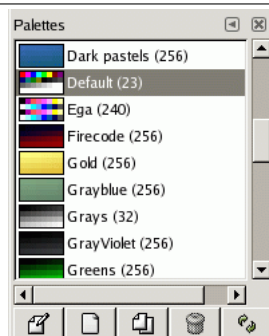 Palettes
Dark pastels (256)
Default (23)
Ega (240)
Firecode (256)
Gold (256)
Grayblue (256)
Grays (32)
GrayViolet (256)
Greens (256)